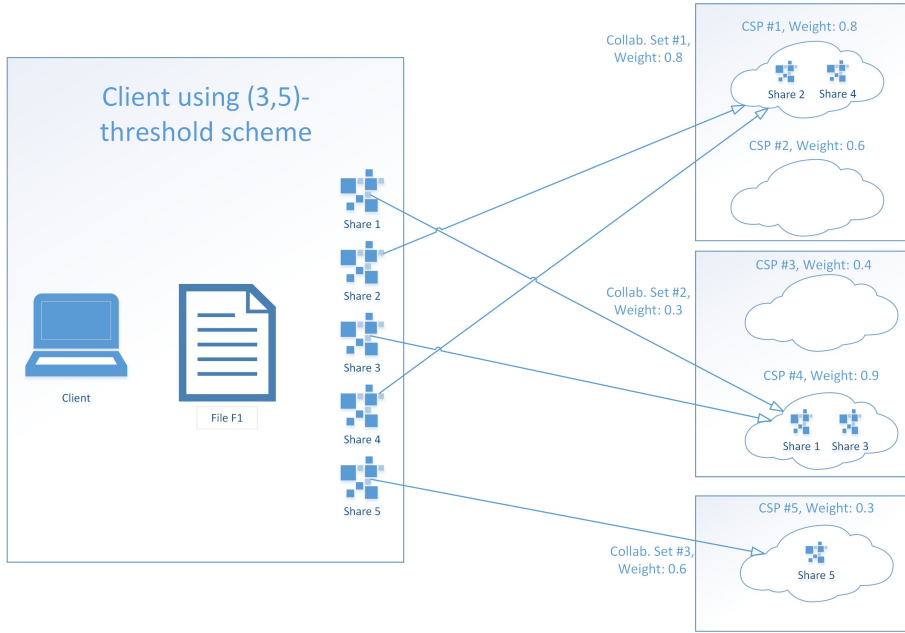 Client using (3,5)-
threshold scheme
Client
File F1
Share 1
Share 2
Share 3
Share 4
Share 5
Collab. Set #1,
Weight: 0.8
CSP #1, Weight: 0.8
Share 2 Share 4
CSP #2, Weight: 0.6
Collab. Set #2,
Weight: 0.3
CSP #3, Weight: 0.4
CSP #4, Weight: 0.9
Share 1 Share 3
Collab. Set #3,
Weight: 0.6
CSP #5, Weight: 0.3
Share 5